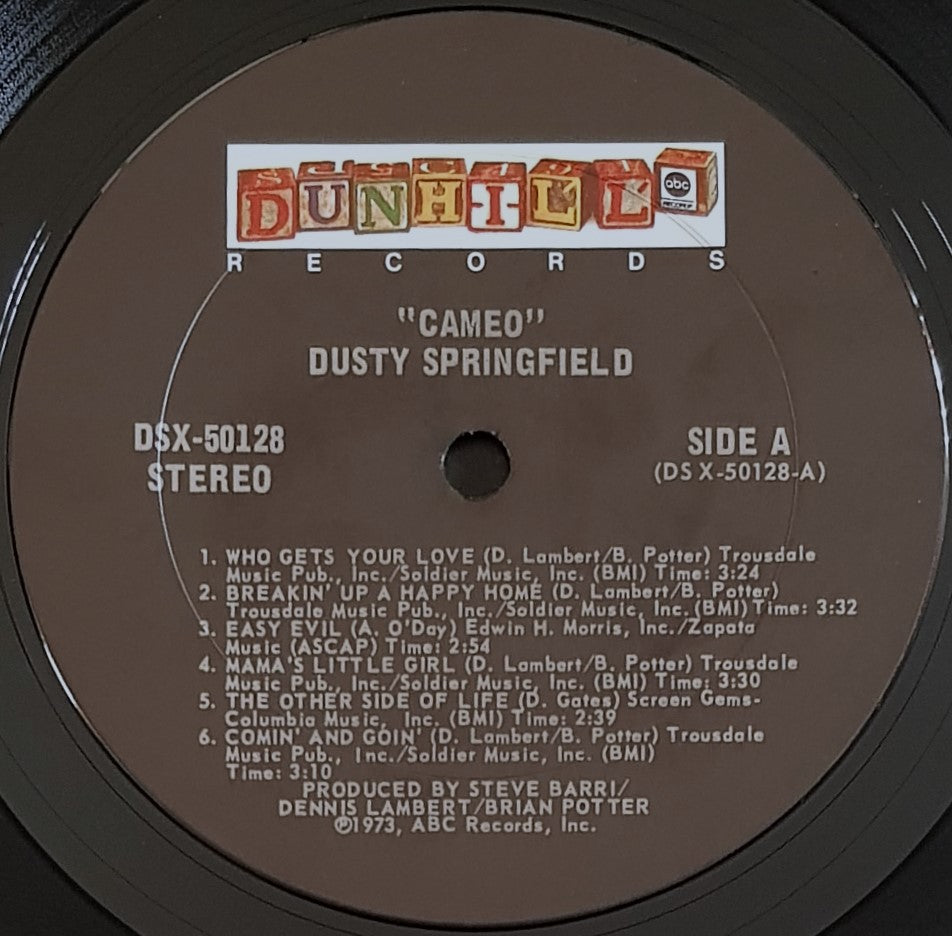 DUNHILL
abc
RECORDS
RECORDS
"CAMEO"
DUSTY SPRINGFIELD
DSX-50128
STEREO
SIDE A
(DS X-50128-A)
1. WHO GETS YOUR LOVE (D. Lambert/B. Potter) Trousdale
Music Pub., Inc./Soldier Music, Inc. (BMI) Time: 3:24
2. BREAKIN' UP A HAPPY HOME (D. Lambert/B. Potter)
Trousdale Music Pub., Inc./Soldier Music, Inc. (BMI) Time: 3:32
3. EASY EVIL (A. O'Day) Edwin H. Morris, Inc./Zapata
Music (ASCAP) Time: 2:54
4. MAMA'S LITTLE GIRL (D. Lambert/B. Potter) Trousdale
Music Pub., Inc./Soldier Music, Inc. (BMI) Time: 3:30
5. THE OTHER SIDE OF LIFE (D. Gates) Screen Gems-
Columbia Music, Inc. (BMI) Time: 2:39
6. COMIN' AND GOIN' (D. Lambert/B. Potter) Trousdale
Music Pub., Inc./Soldier Music, Inc. (BMI)
Time: 3:10
PRODUCED BY STEVE BARRI/
DENNIS LAMBERT/BRIAN POTTER
℗1973, ABC Records, Inc.